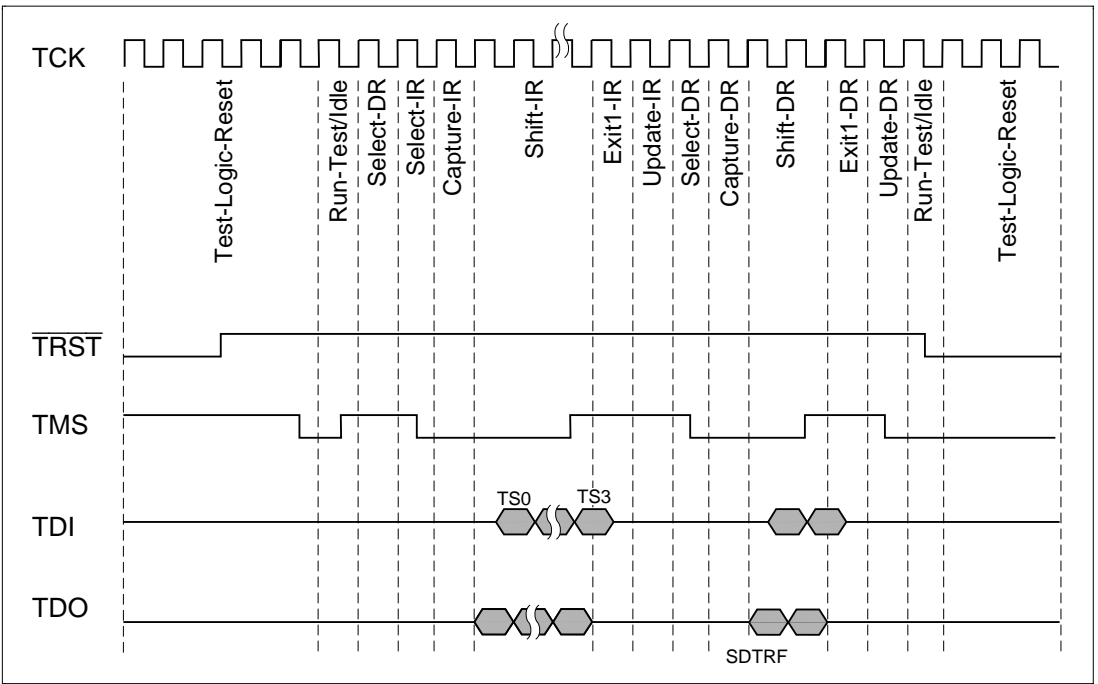 TCK
Test-Logic-Reset
Run-Test/Idle
Select-DR
Select-IR
Capture-IR
Shift-IR
Exit1-IR
Update-IR
Select-DR
Capture-DR
Shift-DR
Exit1-DR
Update-DR
Run-Test/Idle
Test-Logic-Reset
TRST
TMS
TS0
TS3
TDI
TDO
SDTRF